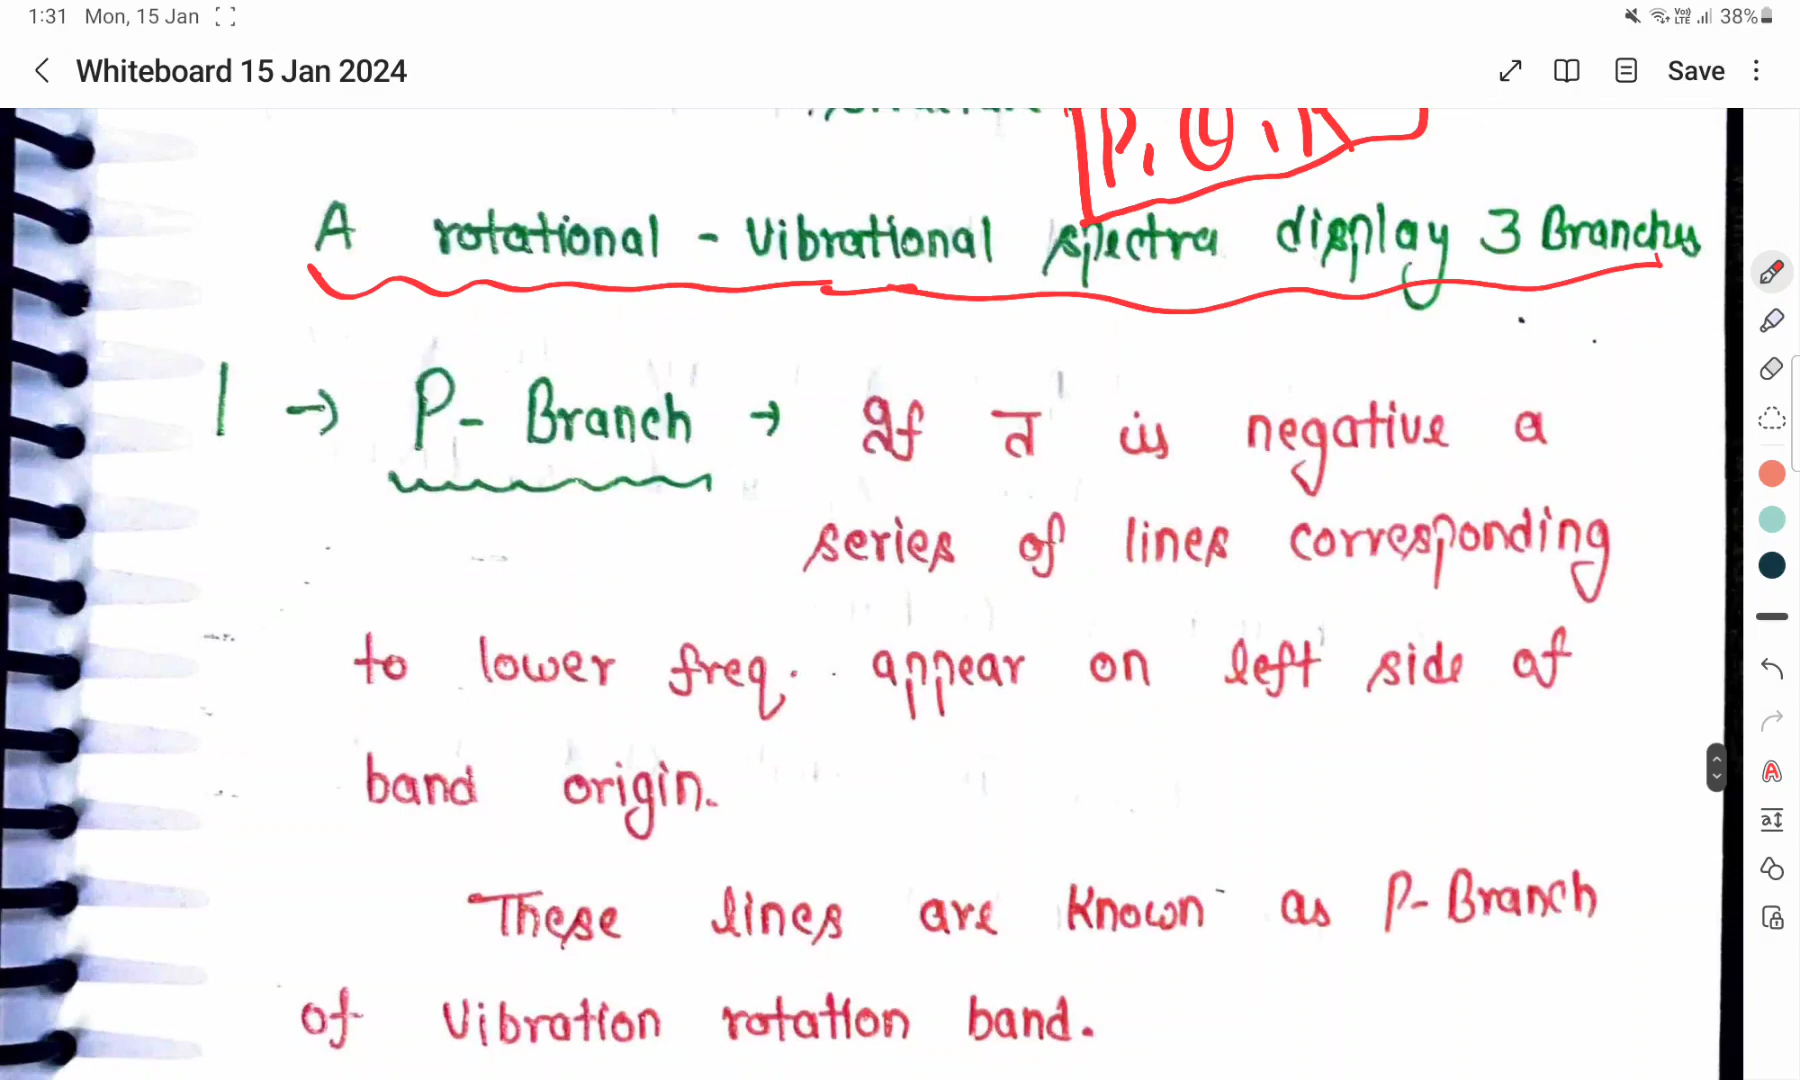 1:31 Mon, 15 Jan 38%
Whiteboard 15 Jan 2024 Save
P, Q, R
A rotational - Vibrational spectra display 3 Branches
1 → P- Branch → If is negative a
series of lines corresponding
to lower freq. appear on left side of
band origin.
These lines are known as P- Branch
of Vibration rotation band.